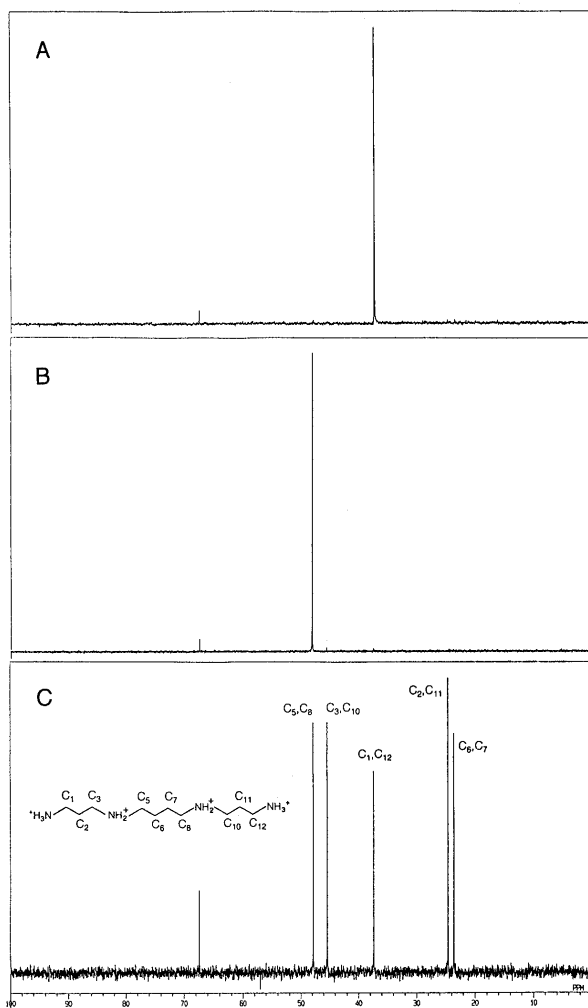 A
B
C
C₂,C₁₁
C₅,C₈
C₃,C₁₀
C₆,C₇
C₁,C₁₂
C₁ C₃ C₅ C₇ C₁₁
⁺H₃N NH₂⁺ NH₂⁺ NH₃⁺
C₂ C₆ C₈ C₁₀ C₁₂
100 90 80 70 60 50 40 30 20 10 PPM